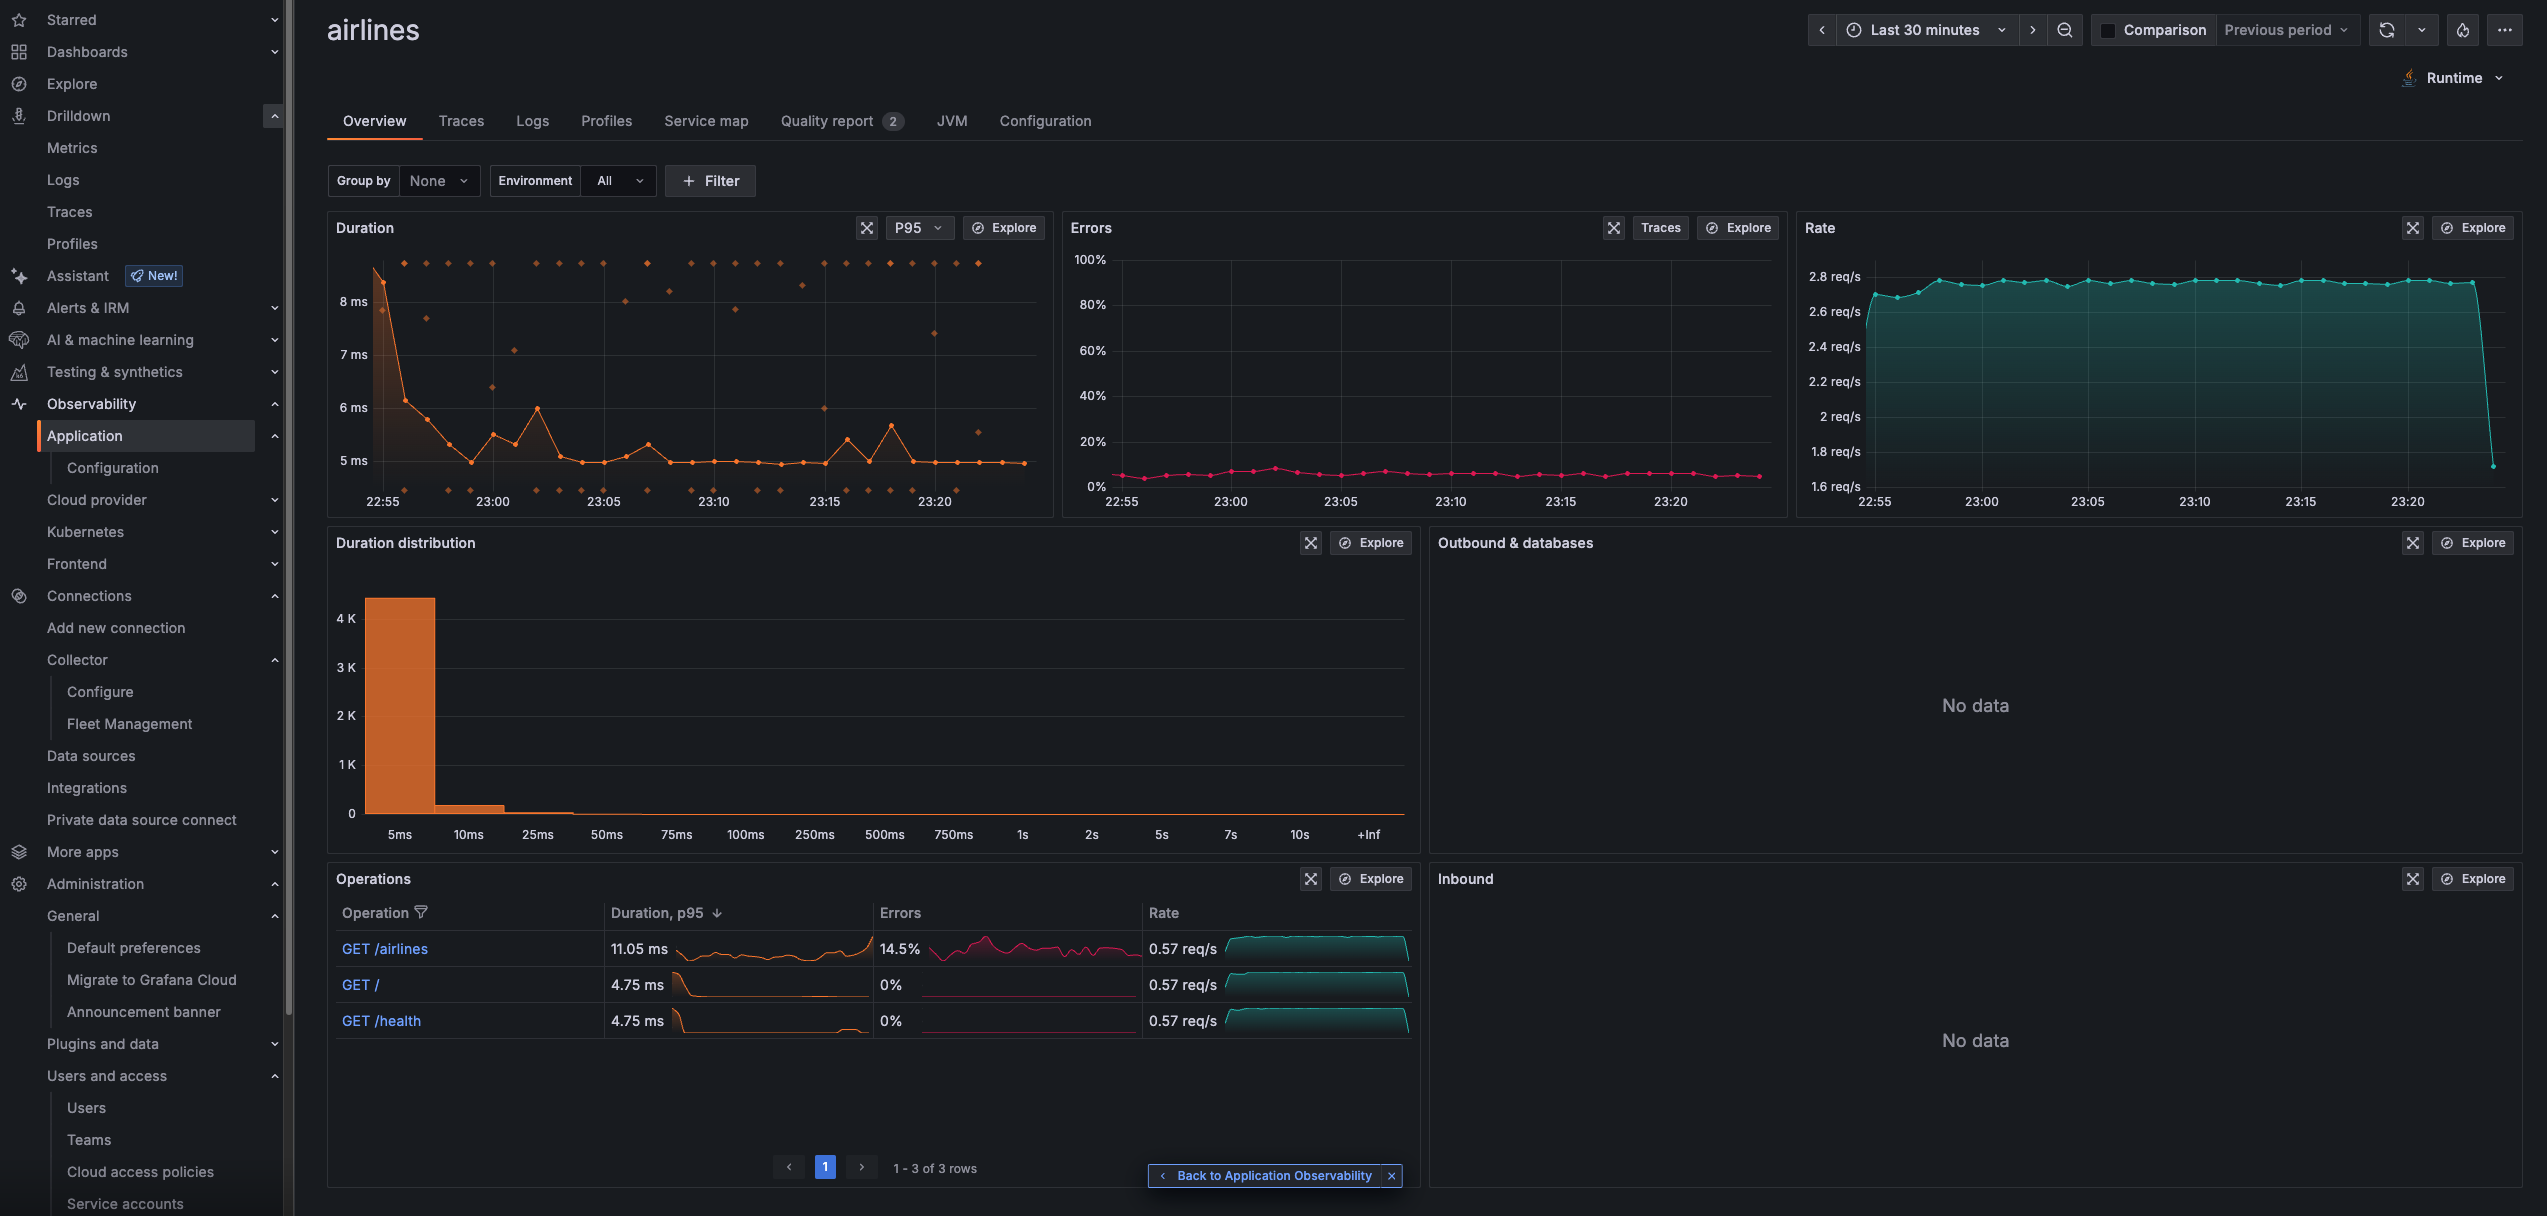 Starred
Dashboards
Explore
Drilldown
Metrics
Logs
Traces
Profiles
Assistant New!
Alerts & IRM
AI & machine learning
Testing & synthetics
Observability
Application
Configuration
Cloud provider
Kubernetes
Frontend
Connections
Add new connection
Collector
Configure
Fleet Management
Data sources
Integrations
Private data source connect
More apps
Administration
General
Default preferences
Migrate to Grafana Cloud
Announcement banner
Plugins and data
Users and access
Users
Teams
Cloud access policies
Service accounts
airlines
Last 30 minutes Comparison Previous period
Runtime
Overview Traces Logs Profiles Service map Quality report 2 JVM Configuration
Group by None Environment All + Filter
Duration P95 Explore
8 ms
7 ms
6 ms
5 ms
22:55 23:00 23:05 23:10 23:15 23:20
Errors Traces Explore
100%
80%
60%
40%
20%
0%
22:55 23:00 23:05 23:10 23:15 23:20
Rate Explore
2.8 req/s
2.6 req/s
2.4 req/s
2.2 req/s
2 req/s
1.8 req/s
1.6 req/s
22:55 23:00 23:05 23:10 23:15 23:20
Duration distribution Explore
4 K
3 K
2 K
1 K
0
5ms 10ms 25ms 50ms 75ms 100ms 250ms 500ms 750ms 1s 2s 5s 7s 10s +Inf
Outbound & databases Explore
No data
Operations Explore
Operation Duration, p95 Errors Rate
GET /airlines 11.05 ms 14.5% 0.57 req/s
GET / 4.75 ms 0% 0.57 req/s
GET /health 4.75 ms 0% 0.57 req/s
1 1 - 3 of 3 rows
Back to Application Observability
Inbound Explore
No data